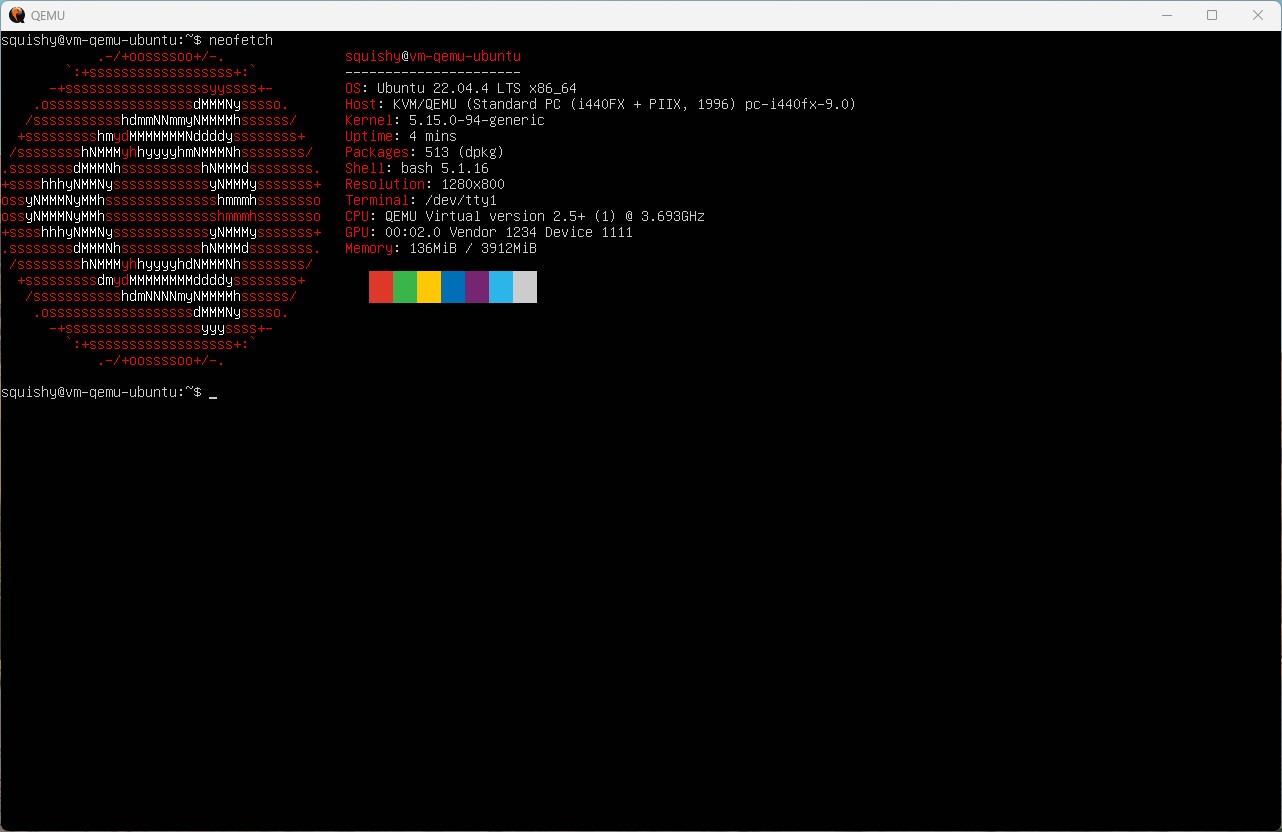 QEMU
squishy@vm-qemu-ubuntu:~$ neofetch
            .-/+oossssoo+/-.               squishy@vm-qemu-ubuntu
        `:+ssssssssssssssssss+:`           ----------------------
      -+ssssssssssssssssssyyssss+-         OS: Ubuntu 22.04.4 LTS x86_64
    .ossssssssssssssssssdMMMNysssso.       Host: KVM/QEMU (Standard PC (i440FX + PIIX, 1996) pc-i440fx-9.0)
   /ssssssssssshdmmNNmmyNMMMMhssssss/      Kernel: 5.15.0-94-generic
  +ssssssssshmydMMMMMMMNddddyssssssss+     Uptime: 4 mins
 /sssssssshNMMMyhhyyyyhmNMMMNhssssssss/    Packages: 513 (dpkg)
.ssssssssdMMMNhsssssssssshNMMMdssssssss.   Shell: bash 5.1.16
+sssshhhyNMMNyssssssssssssyNMMMysssssss+   Resolution: 1280x800
ossyNMMMNyMMhsssssssssssssshmmmhssssssso   Terminal: /dev/tty1
ossyNMMMNyMMhsssssssssssssshmmmhssssssso   CPU: QEMU Virtual version 2.5+ (1) @ 3.693GHz
+sssshhhyNMMNyssssssssssssyNMMMysssssss+   GPU: 00:02.0 Vendor 1234 Device 1111
.ssssssssdMMMNhsssssssssshNMMMdssssssss.   Memory: 136MiB / 3912MiB
 /sssssssshNMMMyhhyyyyhdNMMMNhssssssss/
  +sssssssssdmydMMMMMMMMddddyssssssss+
   /ssssssssssshdmNNNNmyNMMMMhssssss/
    .ossssssssssssssssssdMMMNysssso.
      -+sssssssssssssssssyyyssss+-
        `:+ssssssssssssssssss+:`
            .-/+oossssoo+/-.
squishy@vm-qemu-ubuntu:~$ _